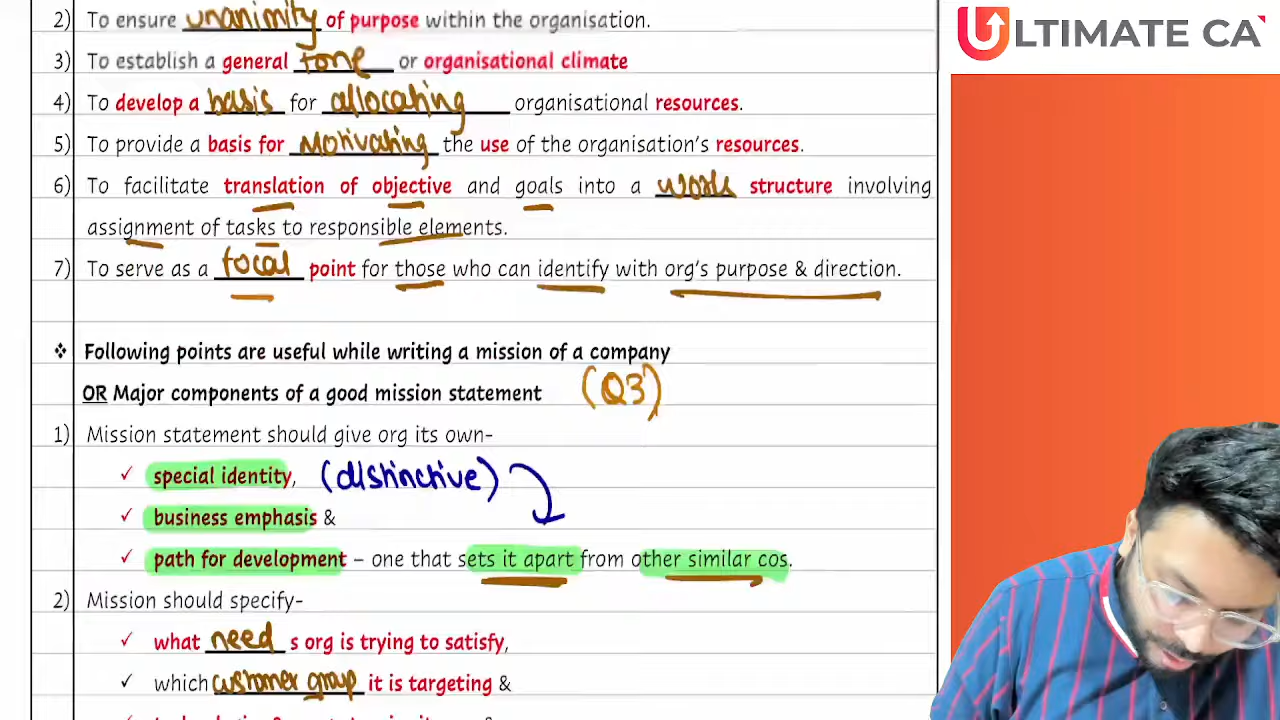 2) To ensure unanimity of purpose within the organisation.
3) To establish a general tone or organisational climate
4) To develop a basis for allocating organisational resources.
5) To provide a basis for Motivating the use of the organisation's resources.
6) To facilitate translation of objective and goals into a work structure involving
assignment of tasks to responsible elements.
7) To serve as a focal point for those who can identify with org's purpose & direction.
❖ Following points are useful while writing a mission of a company
OR Major components of a good mission statement (Q3)
1) Mission statement should give org its own-
✓ special identity, (distinctive)
✓ business emphasis &
✓ path for development – one that sets it apart from other similar cos.
2) Mission should specify-
✓ what need s org is trying to satisfy,
✓ which customer group it is targeting &
ULTIMATE CA